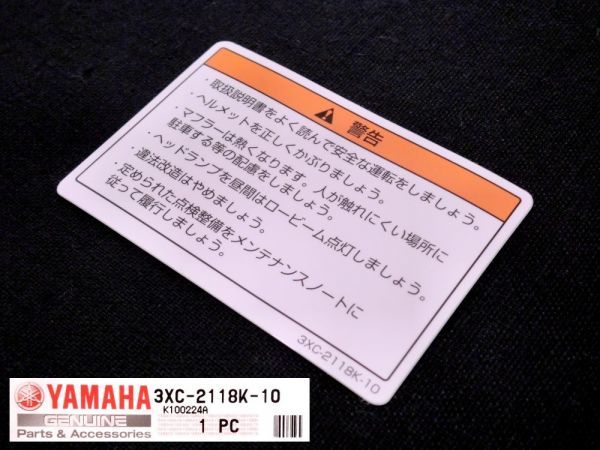 ⚠ 警告
・取扱説明書をよく読んで安全な運転をしましょう。
・ヘルメットを正しくかぶりましょう。
・マフラーは熱くなります。人が触れにくい場所に
駐車する等の配慮をしましょう。
・ヘッドランプを昼間はロービーム点灯しましょう。
・違法改造はやめましょう。
・定められた点検整備をメンテナンスノートに
従って履行しましょう。
3XC-2118K-10
YAMAHA
GENUINE
Parts & Accessories
3XC-2118K-10
K100224A
1 PC